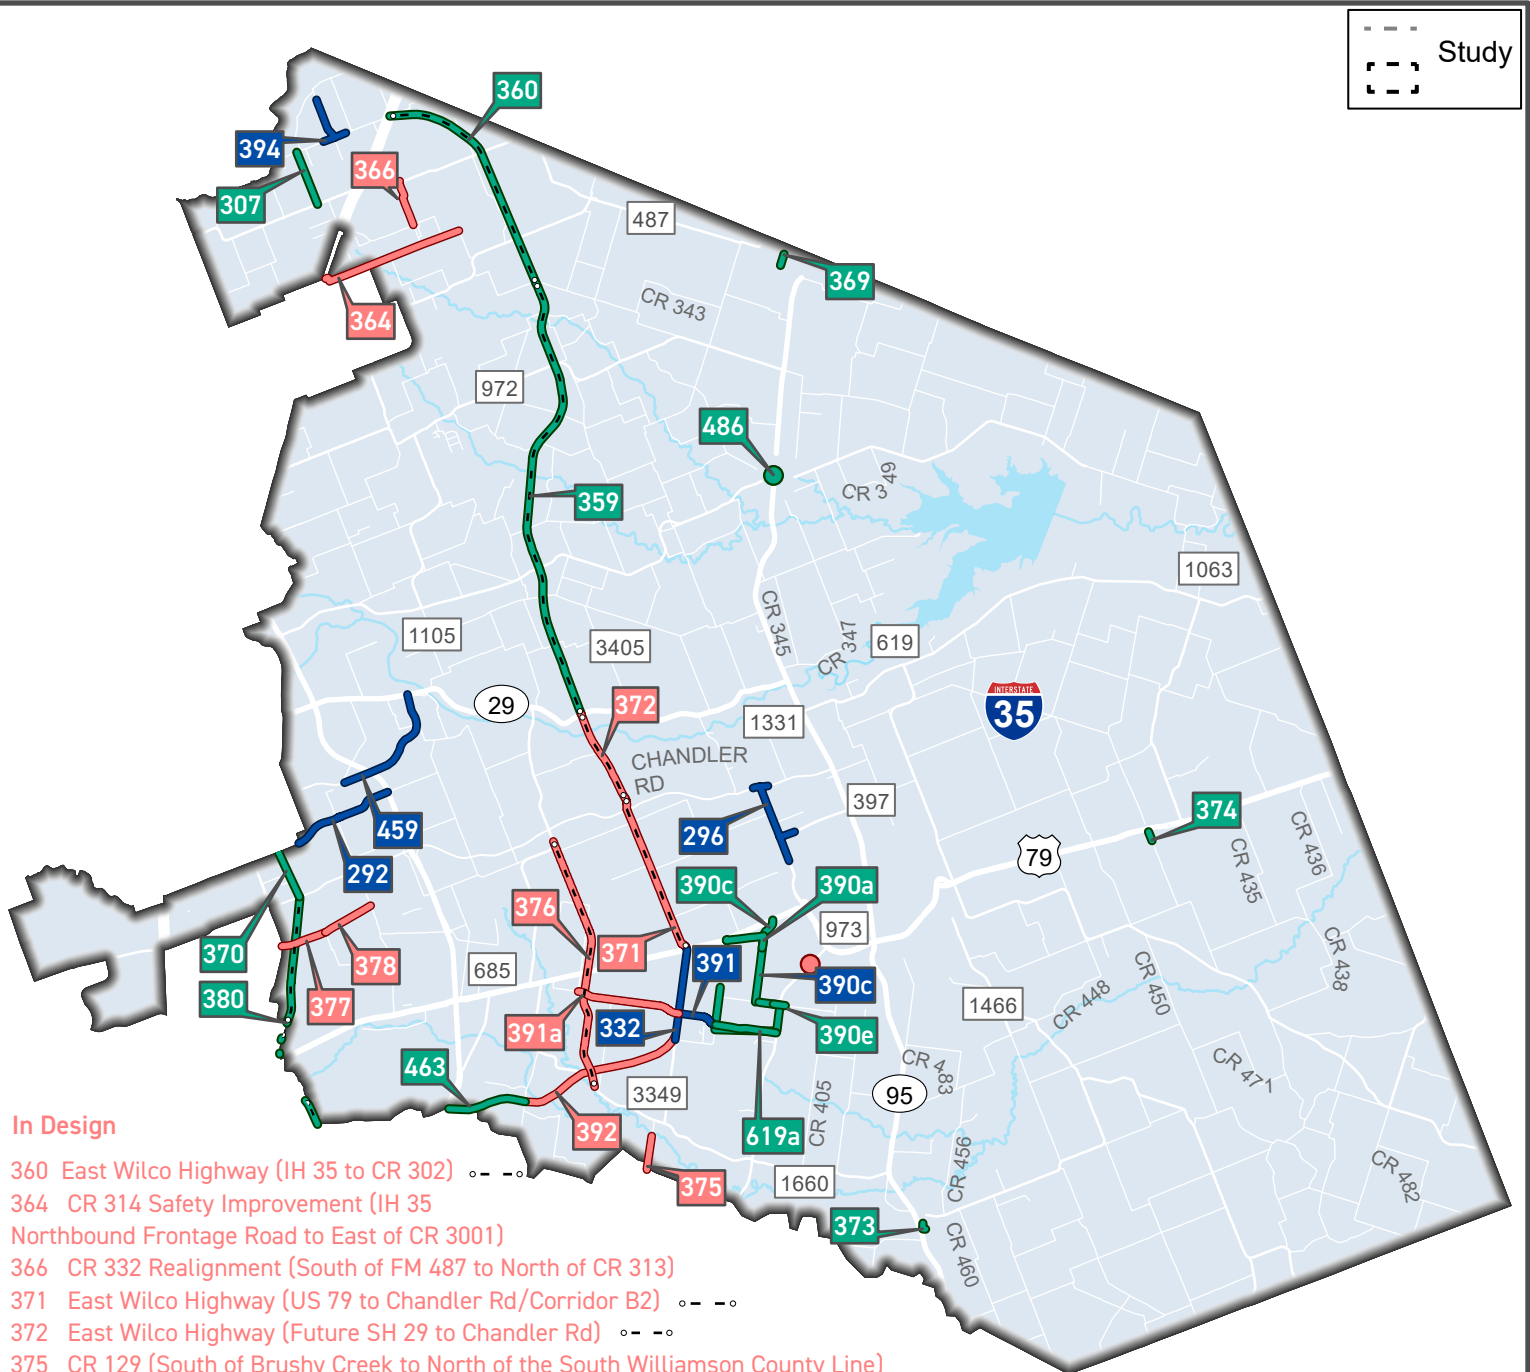 Study
360
394
307
366
487
369
364
CR 343
972
486
CR 349
359
1063
CR 345
1105
3405
CR 347
619
INTERSTATE
35
29
372
1331
CHANDLER
RD
397
296
459
374
CR 436
79
CR 435
292
390c
390a
376
973
370
378
371
685
391
390c
CR 438
CR 450
380
377
1466
CR 448
391a
332
390e
463
CR 483
CR 471
3349
95
CR 405
In Design
392
619a
CR 456
360 East Wilco Highway (IH 35 to CR 302)
375
1660
CR 482
364 CR 314 Safety Improvement (IH 35
Northbound Frontage Road to East of CR 3001)
373
CR 460
366 CR 332 Realignment (South of FM 487 to North of CR 313)
371 East Wilco Highway (US 79 to Chandler Rd/Corridor B2)
372 East Wilco Highway (Future SH 29 to Chandler Rd)
375 CR 129 (South of Brushy Creek to North of the South Williamson County Line)